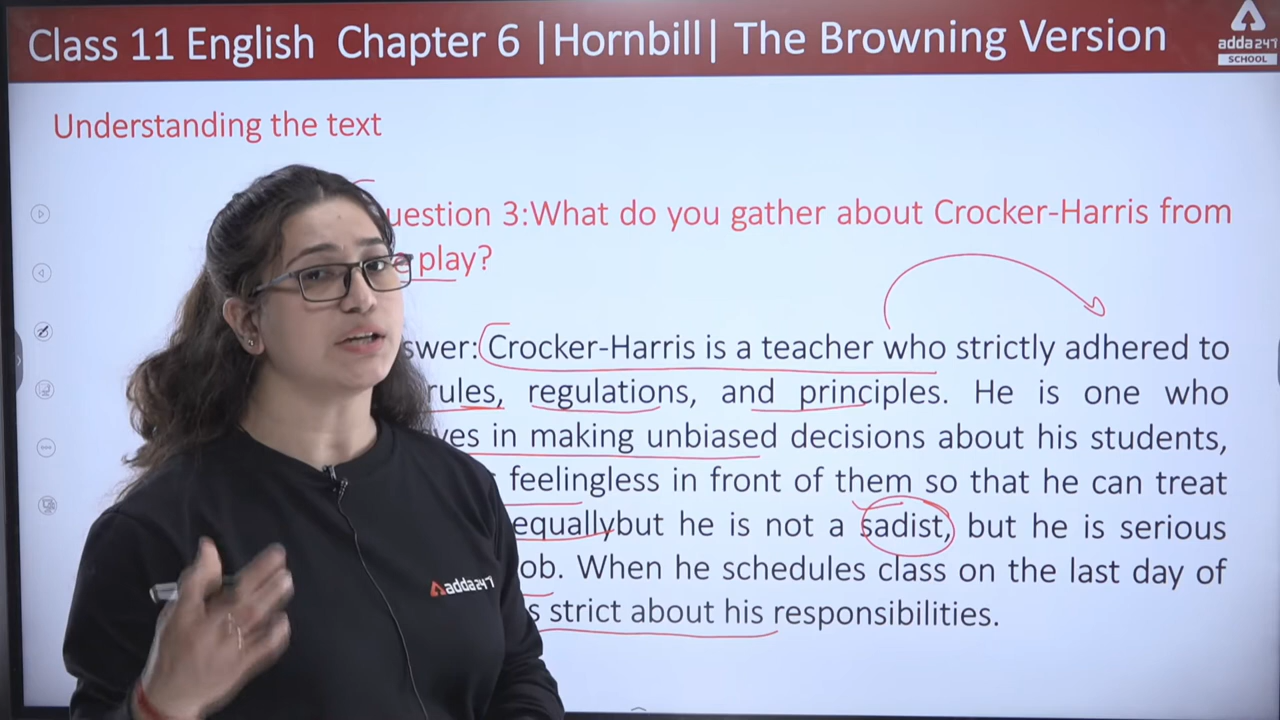 Class 11 English Chapter 6 |Hornbill| The Browning Version
adda247
SCHOOL
Understanding the text
uestion 3:What do you gather about Crocker-Harris from
play?
swer: Crocker-Harris is a teacher who strictly adhered to
rules, regulations, and principles. He is one who
ves in making unbiased decisions about his students,
feelingless in front of them so that he can treat
equallybut he is not a sadist, but he is serious
ob. When he schedules class on the last day of
s strict about his responsibilities.
adda247